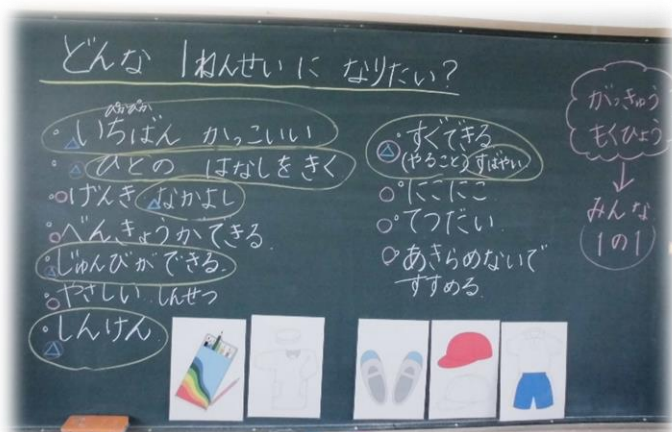 どんな 1ねんせいに なりたい?
ぴかぴか
いちばん かっこいい
ひとの はなしをきく
げんき なかよし
べんきょうができる
じゅんびができる
やさしい しんせつ
しんけん
すぐできる
(やること) すばやい
にこにこ
てつだい
あきらめないで
すすめる
がっきゅう
もくひょう
↓
みんな
1の1